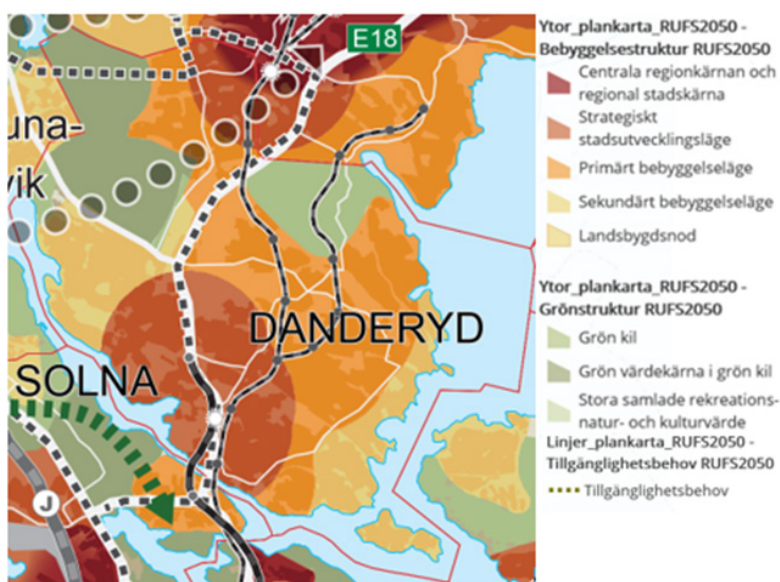 E18
una-
vik
DANDERYD
SOLNA
J
Ytor_plankarta_RUFS2050 -
Bebyggelsestruktur RUFS2050
Centrala regionkärnan och
regional stadskärna
Strategiskt
stadsutvecklingsläge
Primärt bebyggelseläge
Sekundärt bebyggelseläge
Landsbygdsnod
Ytor_plankarta_RUFS2050 -
Grönstruktur RUFS2050
Grön kil
Grön värdekärna i grön kil
Stora samlade rekreations-
natur- och kulturvärde
Linjer_plankarta_RUFS2050 -
Tillgänglighetsbehov RUFS2050
Tillgänglighetsbehov